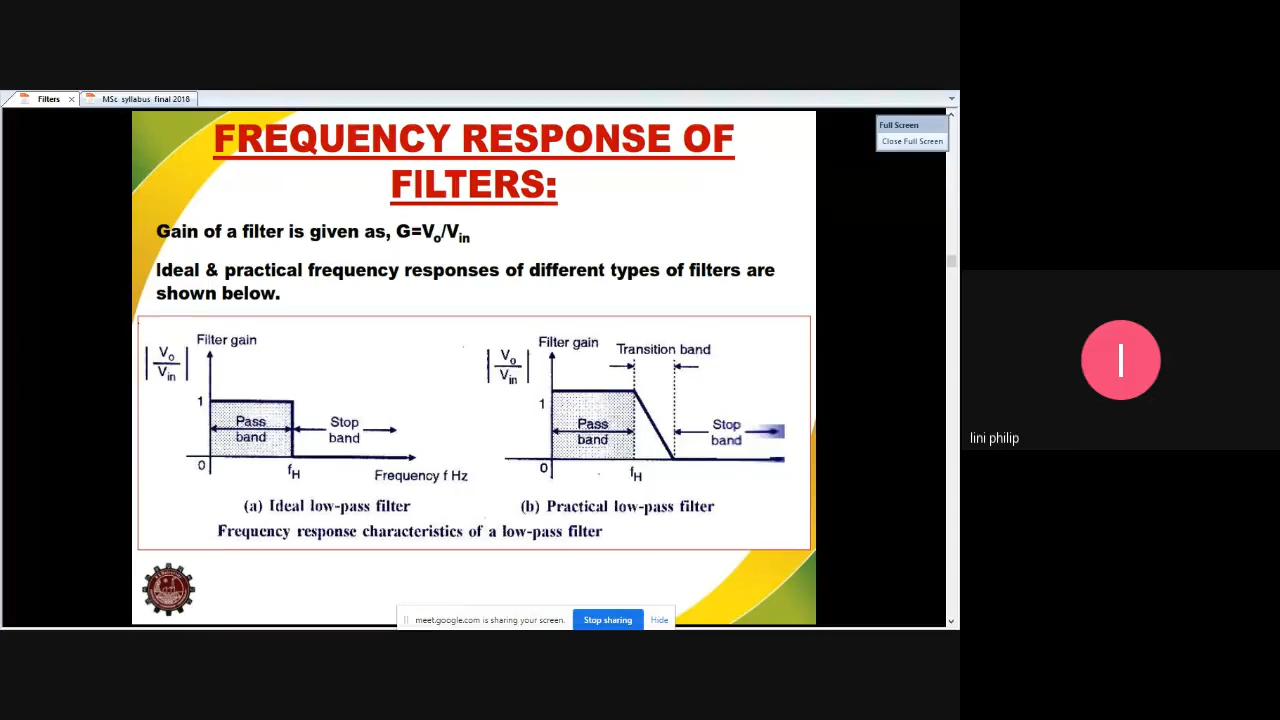 Filters
MSc syllabus final 2018
Full Screen
Close Full Screen
FREQUENCY RESPONSE OF
FILTERS:
Gain of a filter is given as, G=Vo/Vin
Ideal & practical frequency responses of different types of filters are
shown below.
Filter gain
Vo
Vin
1
Pass
band
Stop
band
0
fH
Frequency f Hz
(a) Ideal low-pass filter
Filter gain
Vo
Vin
Transition band
1
Pass
band
Stop
band
0
fH
(b) Practical low-pass filter
Frequency response characteristics of a low-pass filter
meet.google.com is sharing your screen.
Stop sharing
Hide
l
lini philip